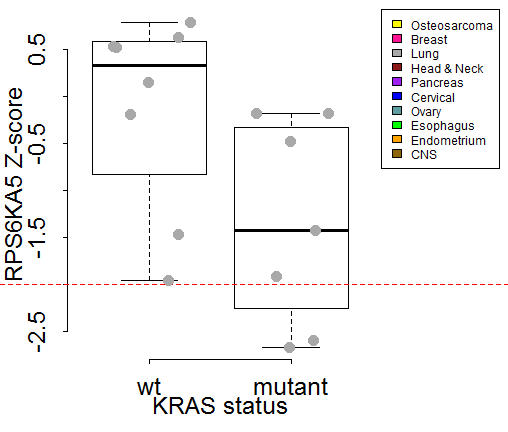 RPS6KA5 Z-score
0.5
-0.5
-1.5
-2.5
wt
mutant
KRAS status
Osteosarcoma
Breast
Lung
Head & Neck
Pancreas
Cervical
Ovary
Esophagus
Endometrium
CNS